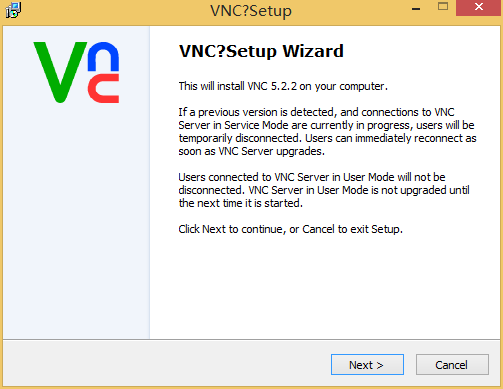 VNC?Setup
Vnc
VNC?Setup Wizard
This will install VNC 5.2.2 on your computer.
If a previous version is detected, and connections to VNC
Server in Service Mode are currently in progress, users will be
temporarily disconnected. Users can immediately reconnect as
soon as VNC Server upgrades.
Users connected to VNC Server in User Mode will not be
disconnected. VNC Server in User Mode is not upgraded until
the next time it is started.
Click Next to continue, or Cancel to exit Setup.
Next >
Cancel